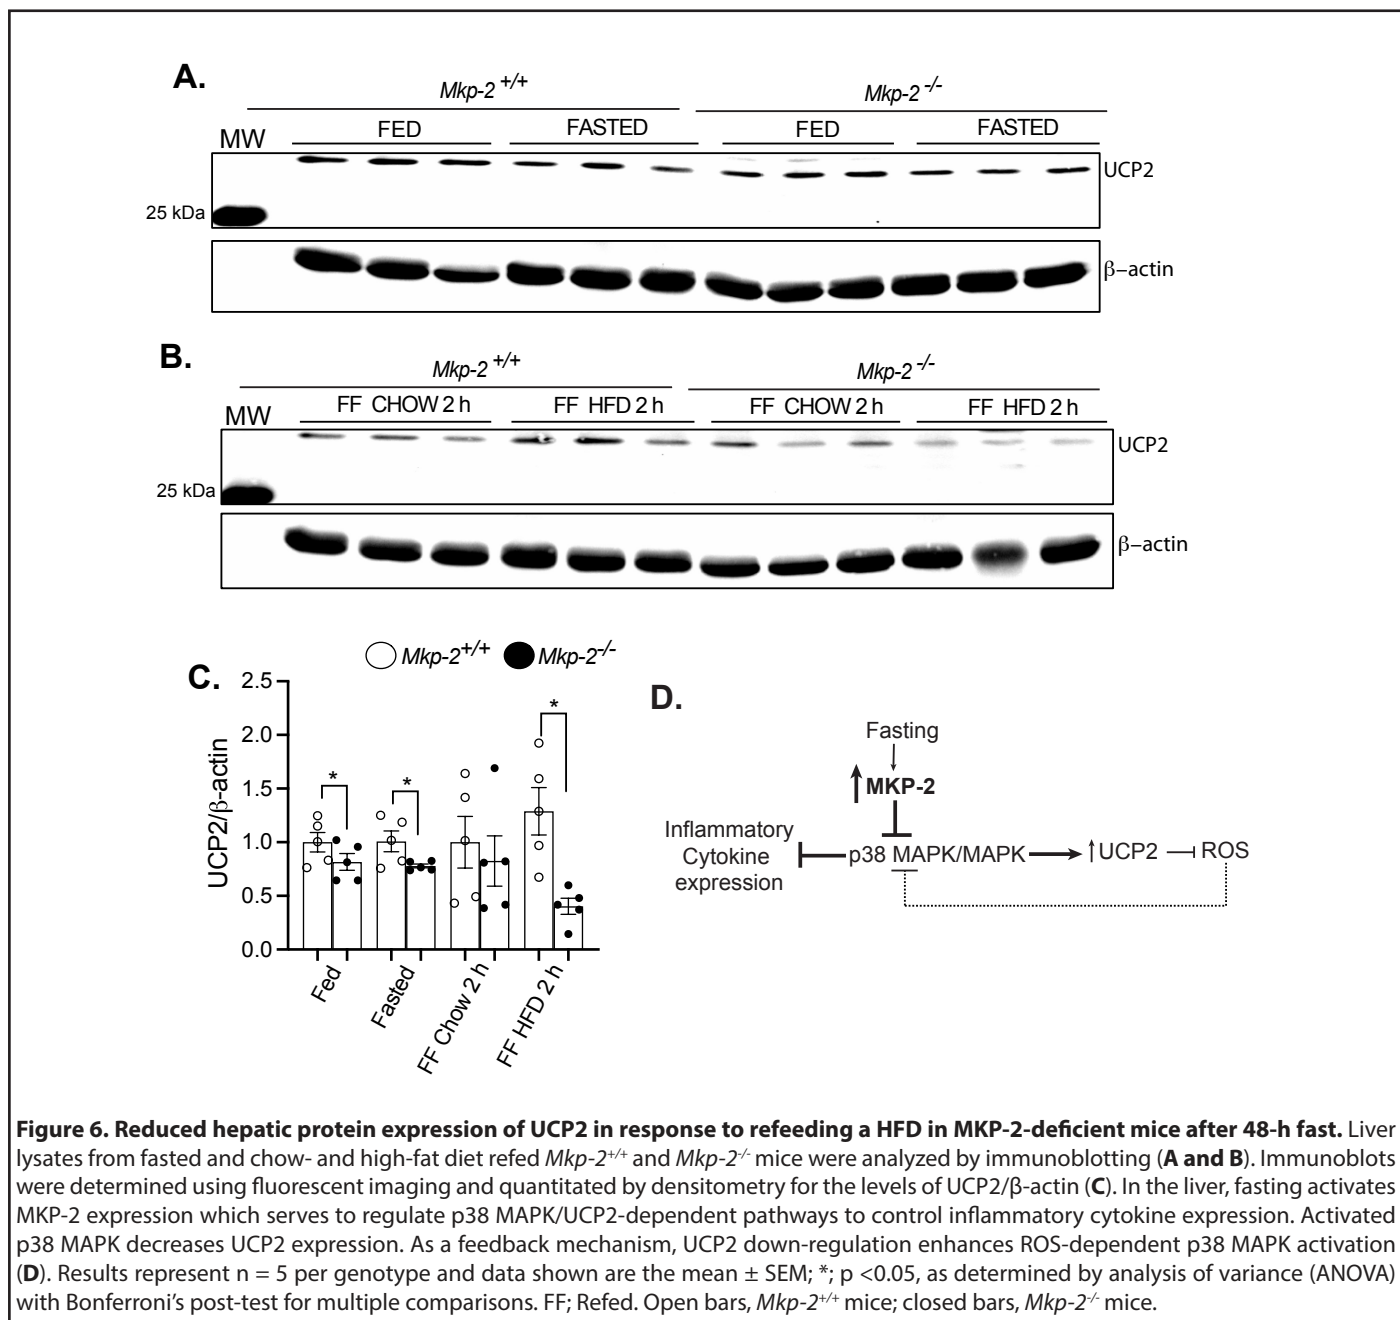 A.
Mkp-2 +/+
Mkp-2 -/-
MW
FED
FASTED
FED
FASTED
UCP2
25 kDa
β–actin
B.
Mkp-2 +/+
Mkp-2 -/-
MW
FF CHOW 2 h
FF HFD 2 h
FF CHOW 2 h
FF HFD 2 h
UCP2
25 kDa
β–actin
Mkp-2+/+
Mkp-2-/-
C.
UCP2/β-actin
2.5
2.0
1.5
1.0
0.5
0.0
*
*
*
Fed
Fasted
FF Chow 2 h
FF HFD 2 h
D.
Fasting
MKP-2
Inflammatory
Cytokine
expression
p38 MAPK/MAPK
UCP2
ROS
Figure 6. Reduced hepatic protein expression of UCP2 in response to refeeding a HFD in MKP-2-deficient mice after 48-h fast. Liver
lysates from fasted and chow- and high-fat diet refed Mkp-2+/+ and Mkp-2-/- mice were analyzed by immunoblotting (A and B). Immunoblots
were determined using fluorescent imaging and quantitated by densitometry for the levels of UCP2/β-actin (C). In the liver, fasting activates
MKP-2 expression which serves to regulate p38 MAPK/UCP2-dependent pathways to control inflammatory cytokine expression. Activated
p38 MAPK decreases UCP2 expression. As a feedback mechanism, UCP2 down-regulation enhances ROS-dependent p38 MAPK activation
(D). Results represent n = 5 per genotype and data shown are the mean ± SEM; *; p <0.05, as determined by analysis of variance (ANOVA)
with Bonferroni's post-test for multiple comparisons. FF; Refed. Open bars, Mkp-2+/+ mice; closed bars, Mkp-2-/- mice.